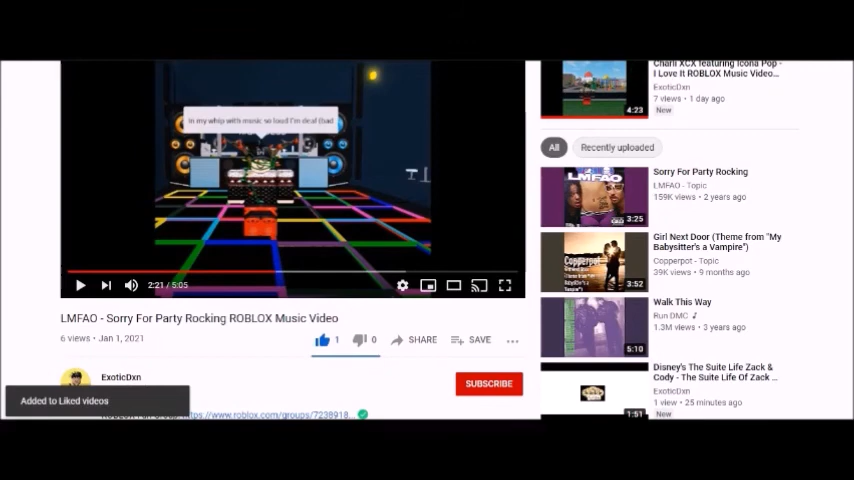 In my whip with music so loud I'm deaf (bad
2:21 / 5:05
LMFAO - Sorry For Party Rocking ROBLOX Music Video
6 views • Jan 1, 2021
1
0
SHARE
SAVE
ExoticDxn
SUBSCRIBE
Added to Liked videos
https://www.roblox.com/groups/7238918...
Charli XCX featuring Icona Pop -
I Love It ROBLOX Music Video...
ExoticDxn
7 views • 1 day ago
New
4:23
All
Recently uploaded
LMFAO
3:25
Sorry For Party Rocking
LMFAO - Topic
159K views • 2 years ago
Copperpot
3:52
Girl Next Door (Theme from "My
Babysitter's a Vampire")
Copperpot - Topic
39K views • 9 months ago
5:10
Walk This Way
Run DMC
1.3M views • 3 years ago
1:51
Disney's The Suite Life Zack &
Cody - The Suite Life Of Zack ...
ExoticDxn
1 view • 25 minutes ago
New